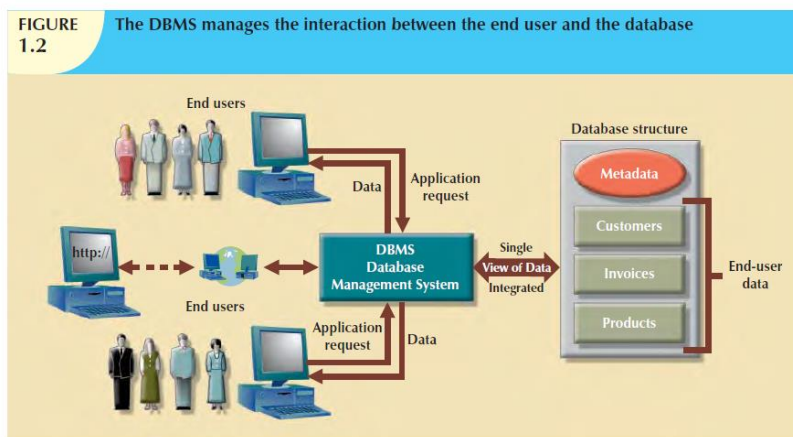 FIGURE
1.2
The DBMS manages the interaction between the end user and the database
End users
Data
Application
request
Database structure
Metadata
Customers
Invoices
Products
End-user
data
http://
DBMS
Database
Management System
Single
View of Data
Integrated
End users
Application
request
Data